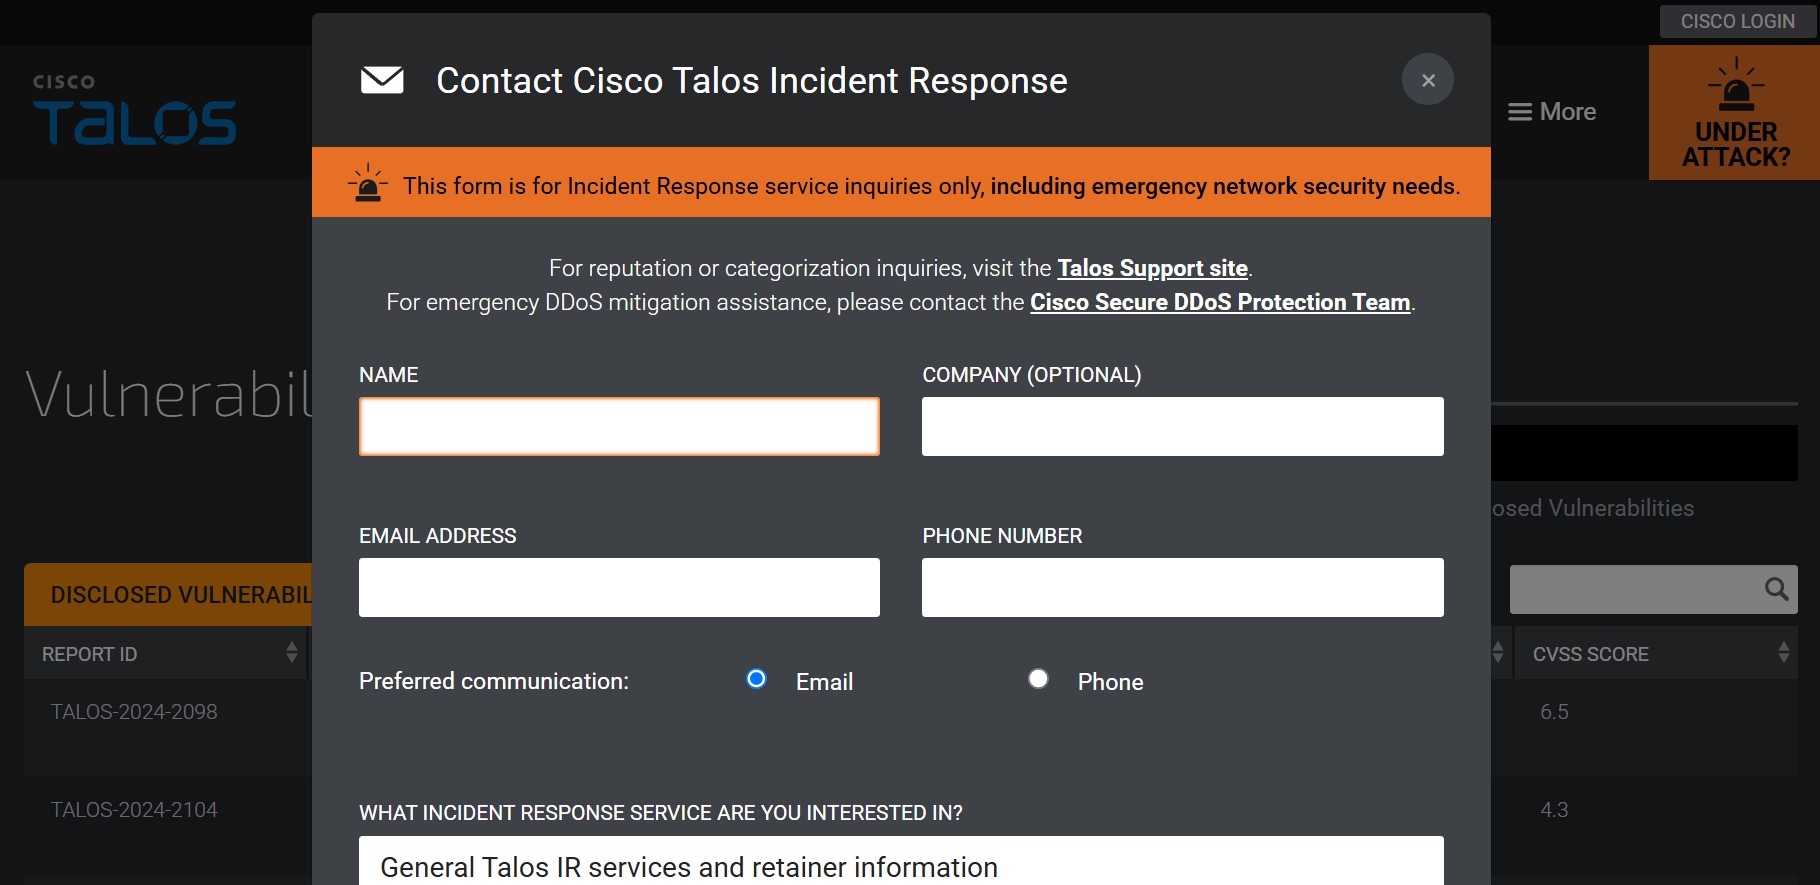 CISCO LOGIN
CISCO
TALOS
More
UNDER
ATTACK?
Contact Cisco Talos Incident Response
×
This form is for Incident Response service inquiries only, including emergency network security needs.
For reputation or categorization inquiries, visit the Talos Support site.
For emergency DDoS mitigation assistance, please contact the Cisco Secure DDoS Protection Team.
NAME
COMPANY (OPTIONAL)
EMAIL ADDRESS
PHONE NUMBER
Preferred communication:
Email
Phone
WHAT INCIDENT RESPONSE SERVICE ARE YOU INTERESTED IN?
General Talos IR services and retainer information
Vulnerabil
osed Vulnerabilities
DISCLOSED VULNERABIL
REPORT ID
CVSS SCORE
TALOS-2024-2098
6.5
TALOS-2024-2104
4.3